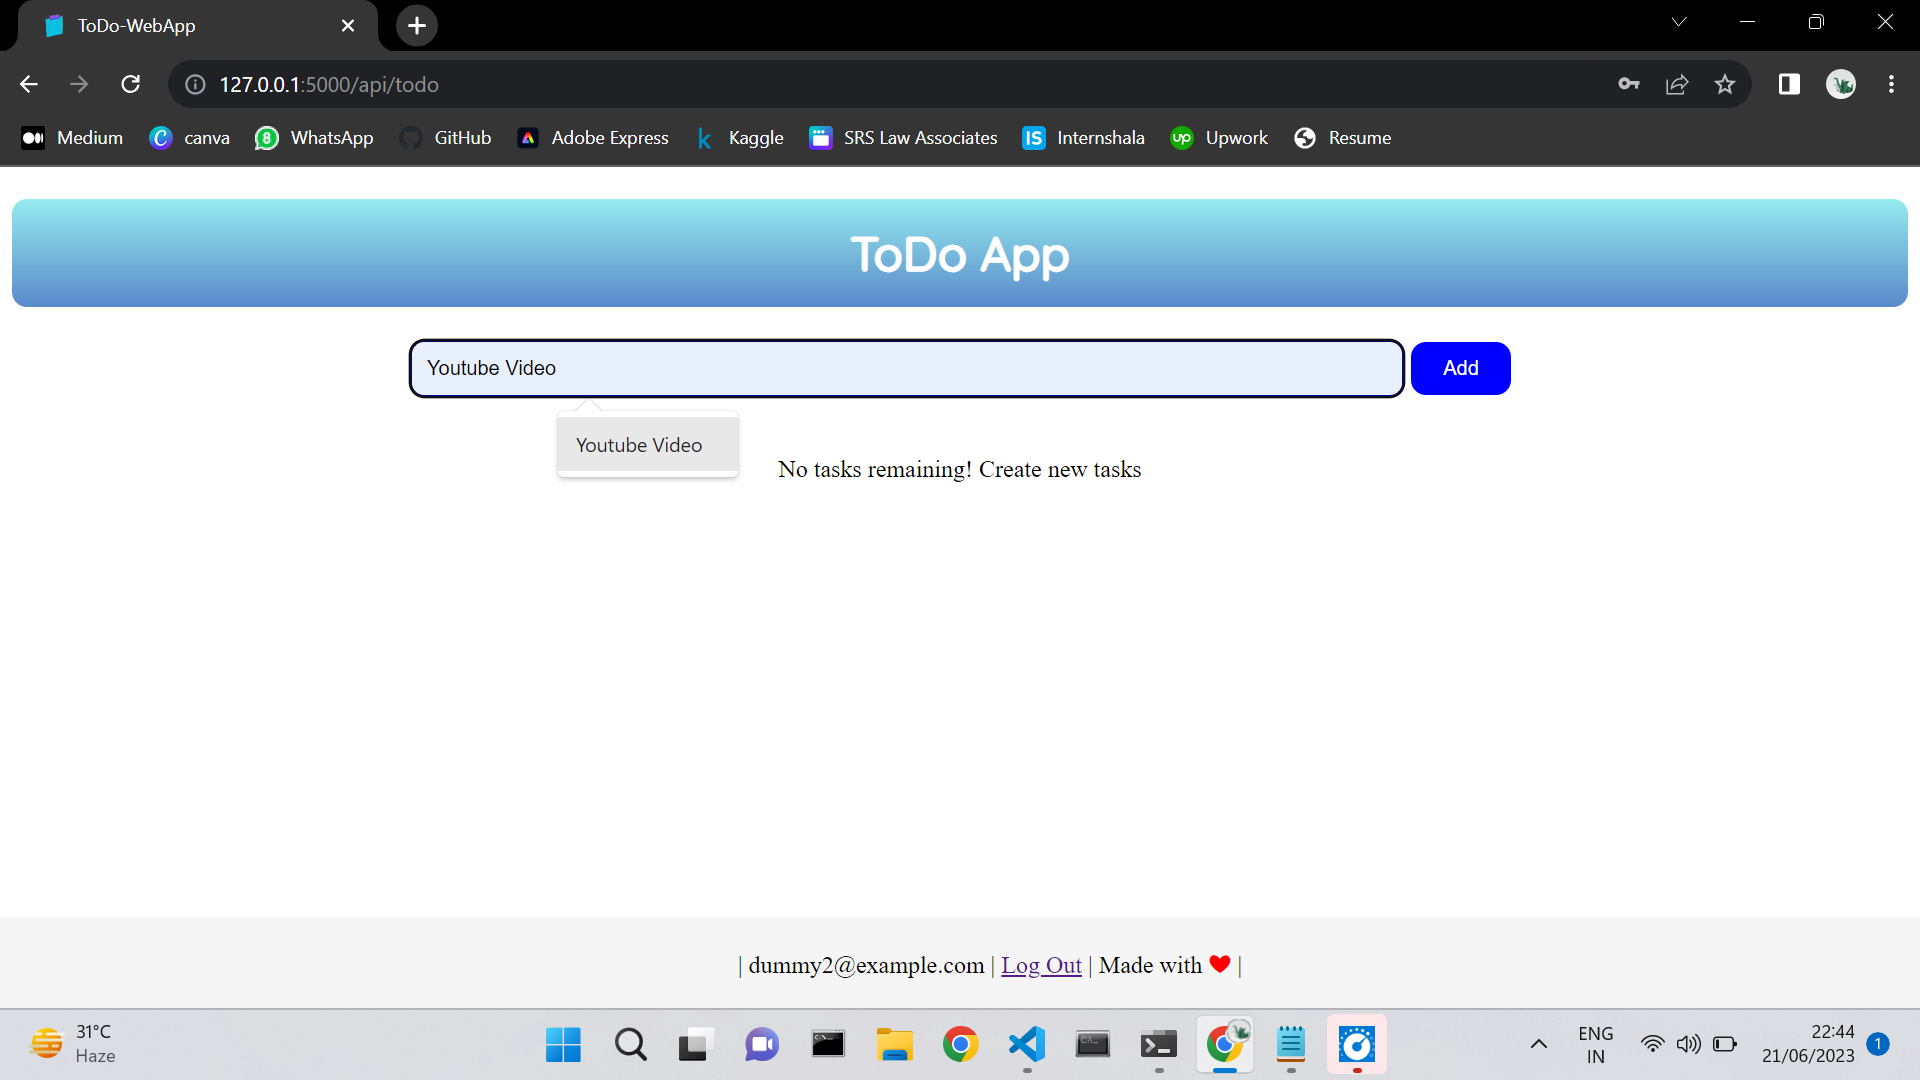 ToDo-WebApp
127.0.0.1:5000/api/todo
Medium canva WhatsApp GitHub Adobe Express Kaggle SRS Law Associates Internshala Upwork Resume
ToDo App
Youtube Video
Add
Youtube Video
No tasks remaining! Create new tasks
| dummy2@example.com | Log Out | Made with ❤ |
31°C
Haze
ENG
IN
22:44
21/06/2023
1